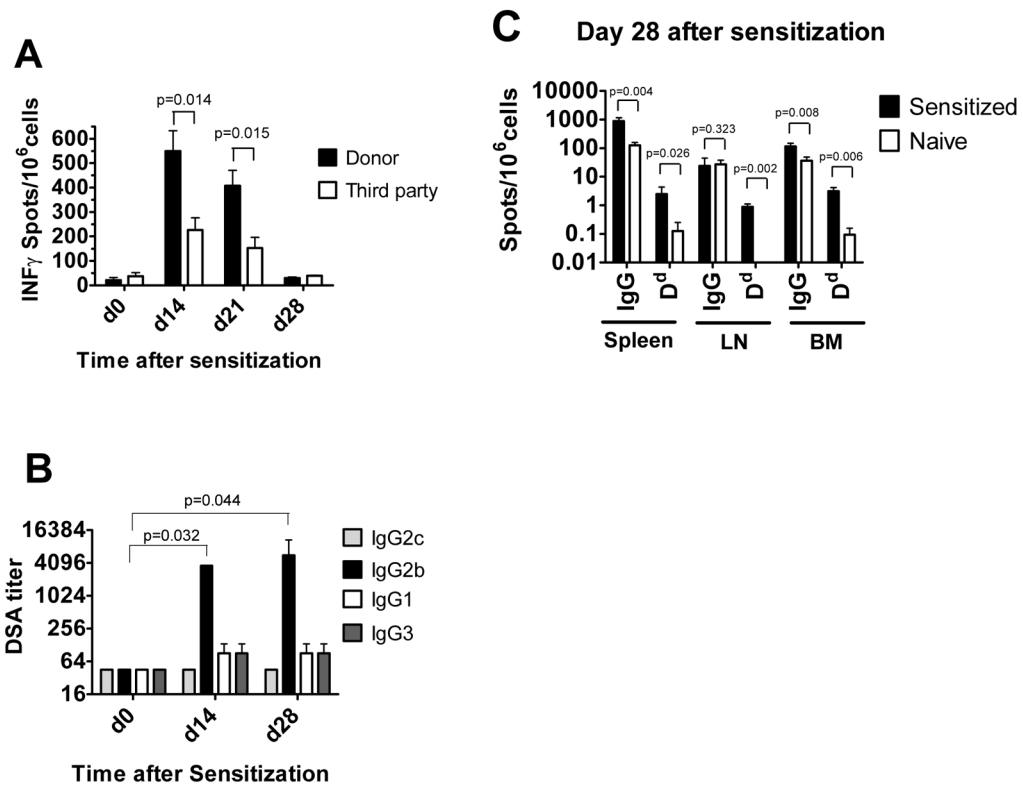 A
INFγ Spots/10⁶cells
600
500
400
300
200
100
0
p=0.014
p=0.015
Donor
Third party
d0
d14
d21
d28
Time after sensitization
C
Day 28 after sensitization
Spots/10⁶cells
10000
1000
100
10
1
0.1
0.01
p=0.004
p=0.026
p=0.323
p=0.002
p=0.008
p=0.006
Sensitized
Naive
IgG
Dᵈ
IgG
Dᵈ
IgG
Dᵈ
Spleen
LN
BM
B
DSA titer
16384
4096
1024
256
64
16
p=0.044
p=0.032
IgG2c
IgG2b
IgG1
IgG3
d0
d14
d28
Time after Sensitization